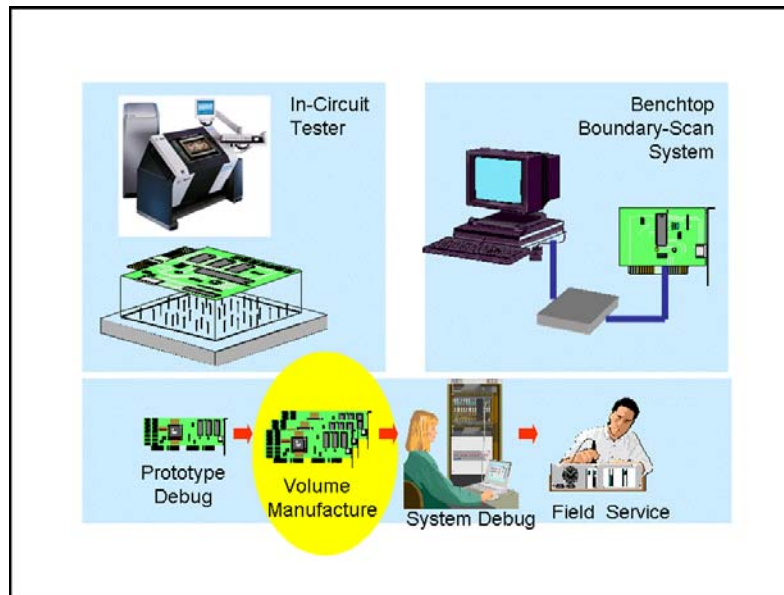 In-Circuit
Tester
Benchtop
Boundary-Scan
System
Prototype
Debug
Volume
Manufacture
System Debug
Field Service